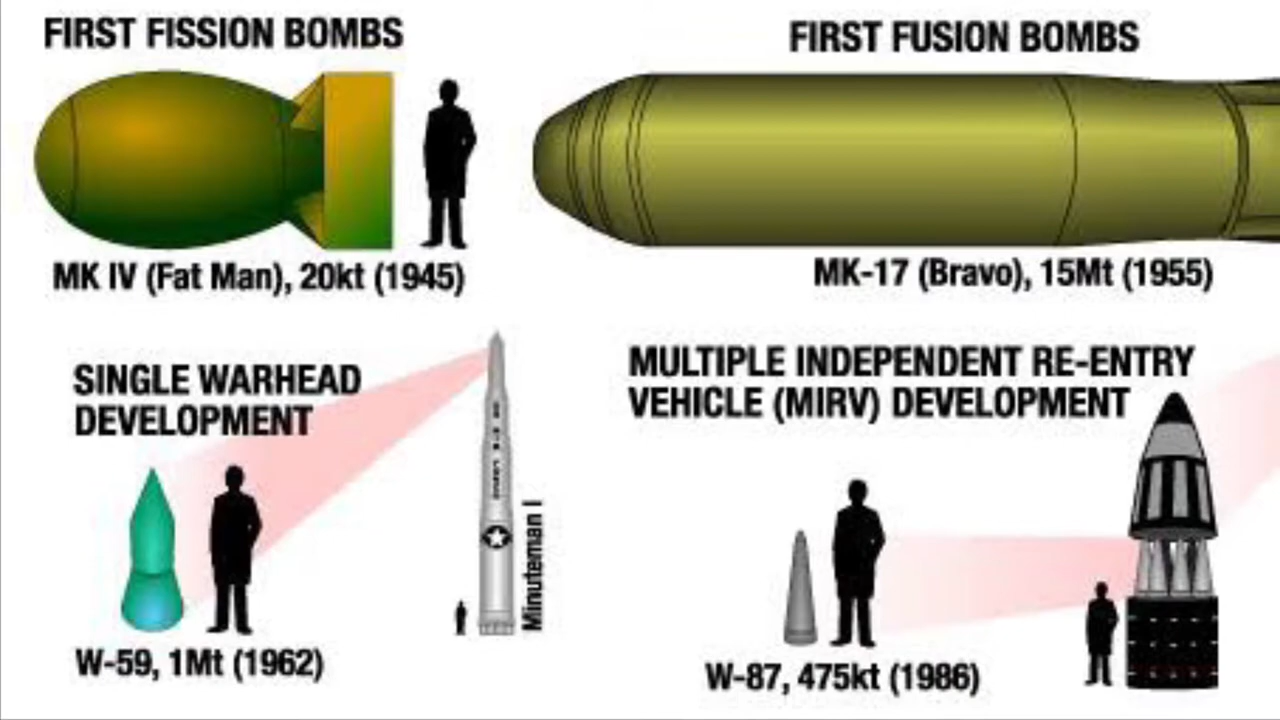 FIRST FISSION BOMBS
FIRST FUSION BOMBS
MK IV (Fat Man), 20kt (1945)
MK-17 (Bravo), 15Mt (1955)
SINGLE WARHEAD
DEVELOPMENT
MULTIPLE INDEPENDENT RE-ENTRY
VEHICLE (MIRV) DEVELOPMENT
Minuteman I
W-59, 1Mt (1962)
W-87, 475kt (1986)